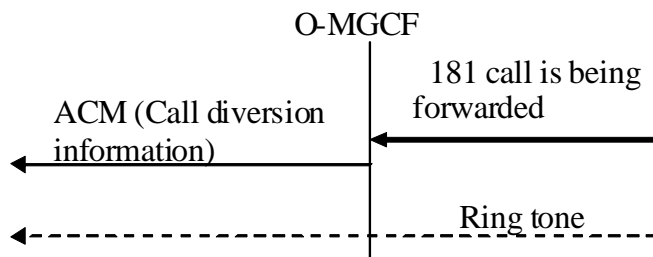 O-MGCF
181 call is being
forwarded
ACM (Call diversion
information)
Ring tone